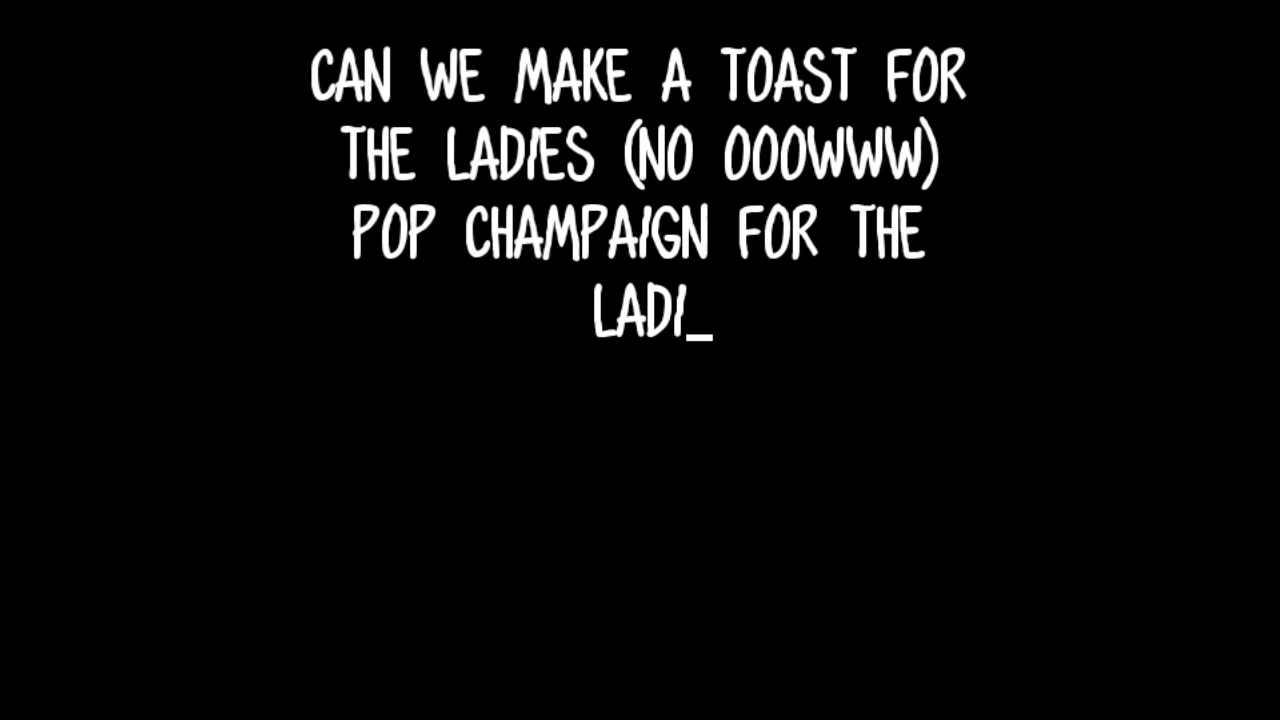 CAN WE MAKE A TOAST FOR
THE LADIES (NO OOOWWW)
POP CHAMPAIGN FOR THE
LADI_